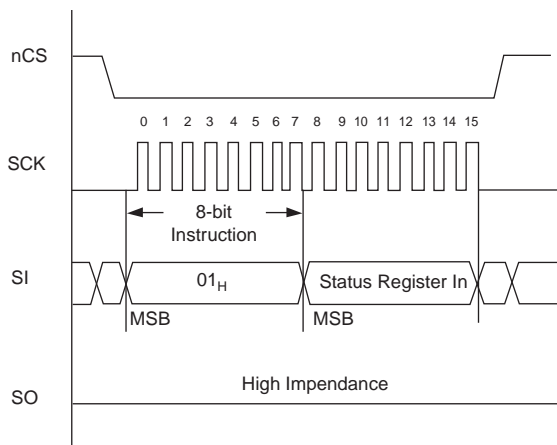 nCS
0 1 2 3 4 5 6 7 8 9 10 11 12 13 14 15
SCK
8-bit
Instruction
SI
01H
Status Register In
MSB
MSB
High Impendance
SO